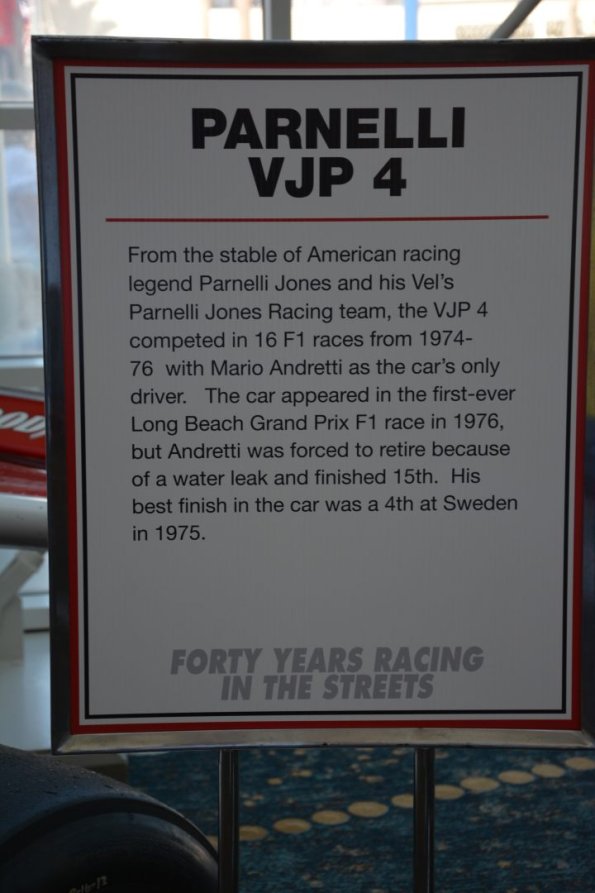 PARNELLI
VJP 4
From the stable of American racing
legend Parnelli Jones and his Vel's
Parnelli Jones Racing team, the VJP 4
competed in 16 F1 races from 1974-
76 with Mario Andretti as the car's only
driver. The car appeared in the first-ever
Long Beach Grand Prix F1 race in 1976,
but Andretti was forced to retire because
of a water leak and finished 15th. His
best finish in the car was a 4th at Sweden
in 1975.
FORTY YEARS RACING
IN THE STREETS